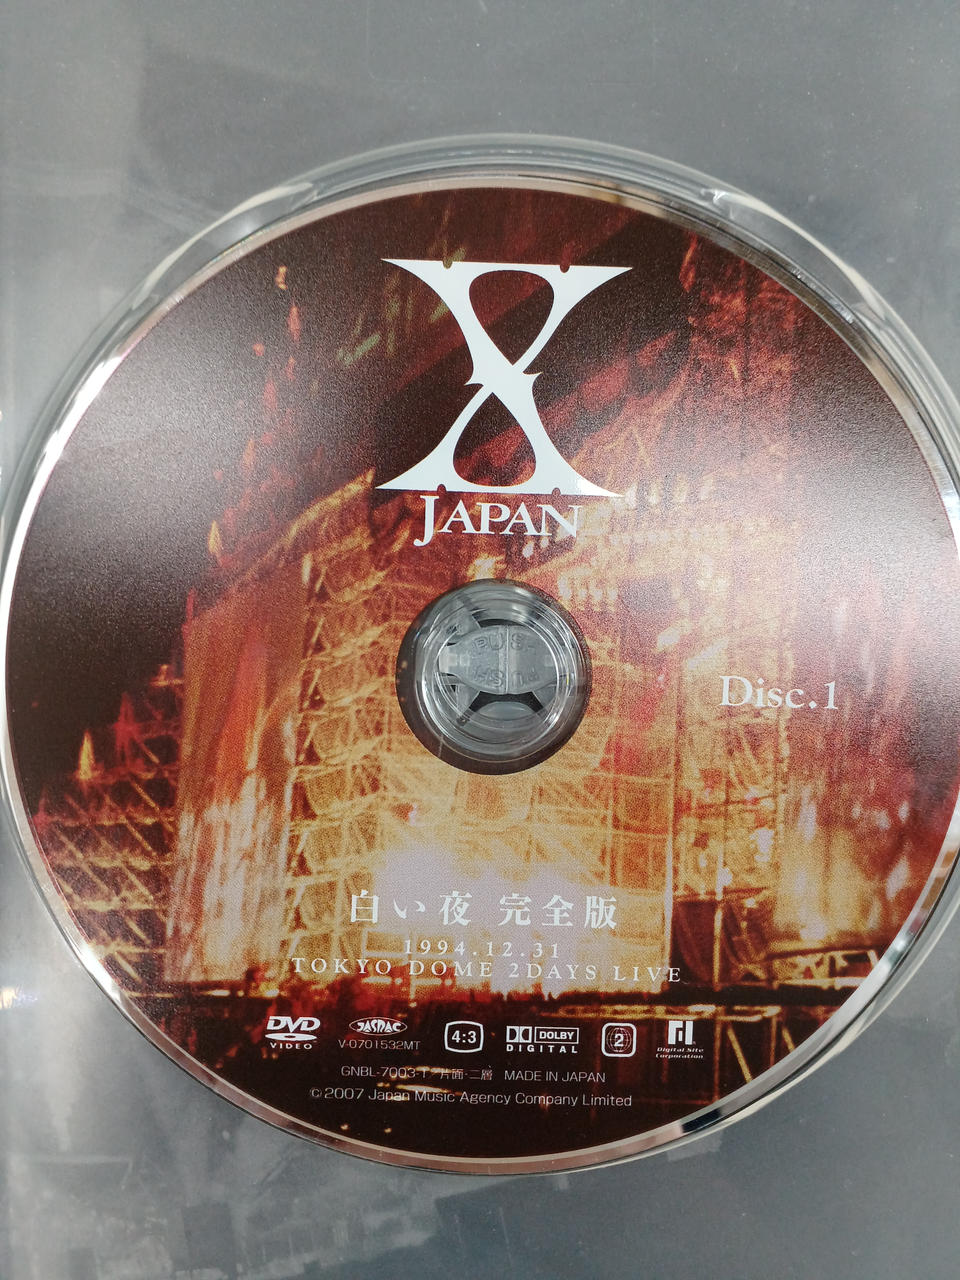 X
JAPAN
PUSH
PUSH
Disc.1
白い夜 完全版
1994.12.31
TOKYO DOME 2DAYS LIVE
DVD
VIDEO
JASRAC
V-0701532MT
4:3
DOLBY
DIGITAL
2
Digital Site
Corporation
GNBL-7003-1／片面・二層 MADE IN JAPAN
©2007 Japan Music Agency Company Limited